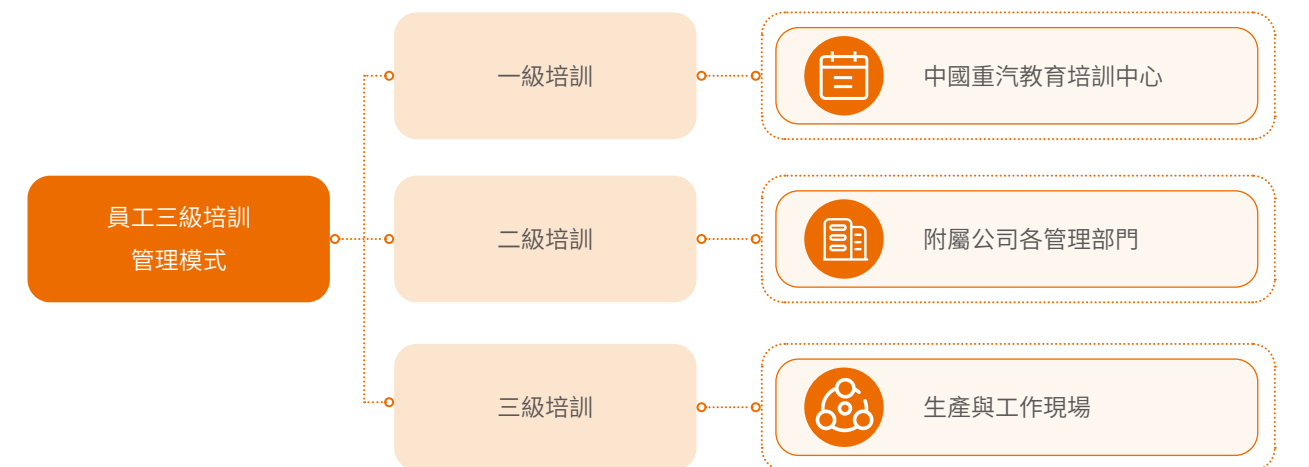 員工三級培訓
管理模式
一級培訓
中國重汽教育培訓中心
二級培訓
附屬公司各管理部門
三級培訓
生產與工作現場